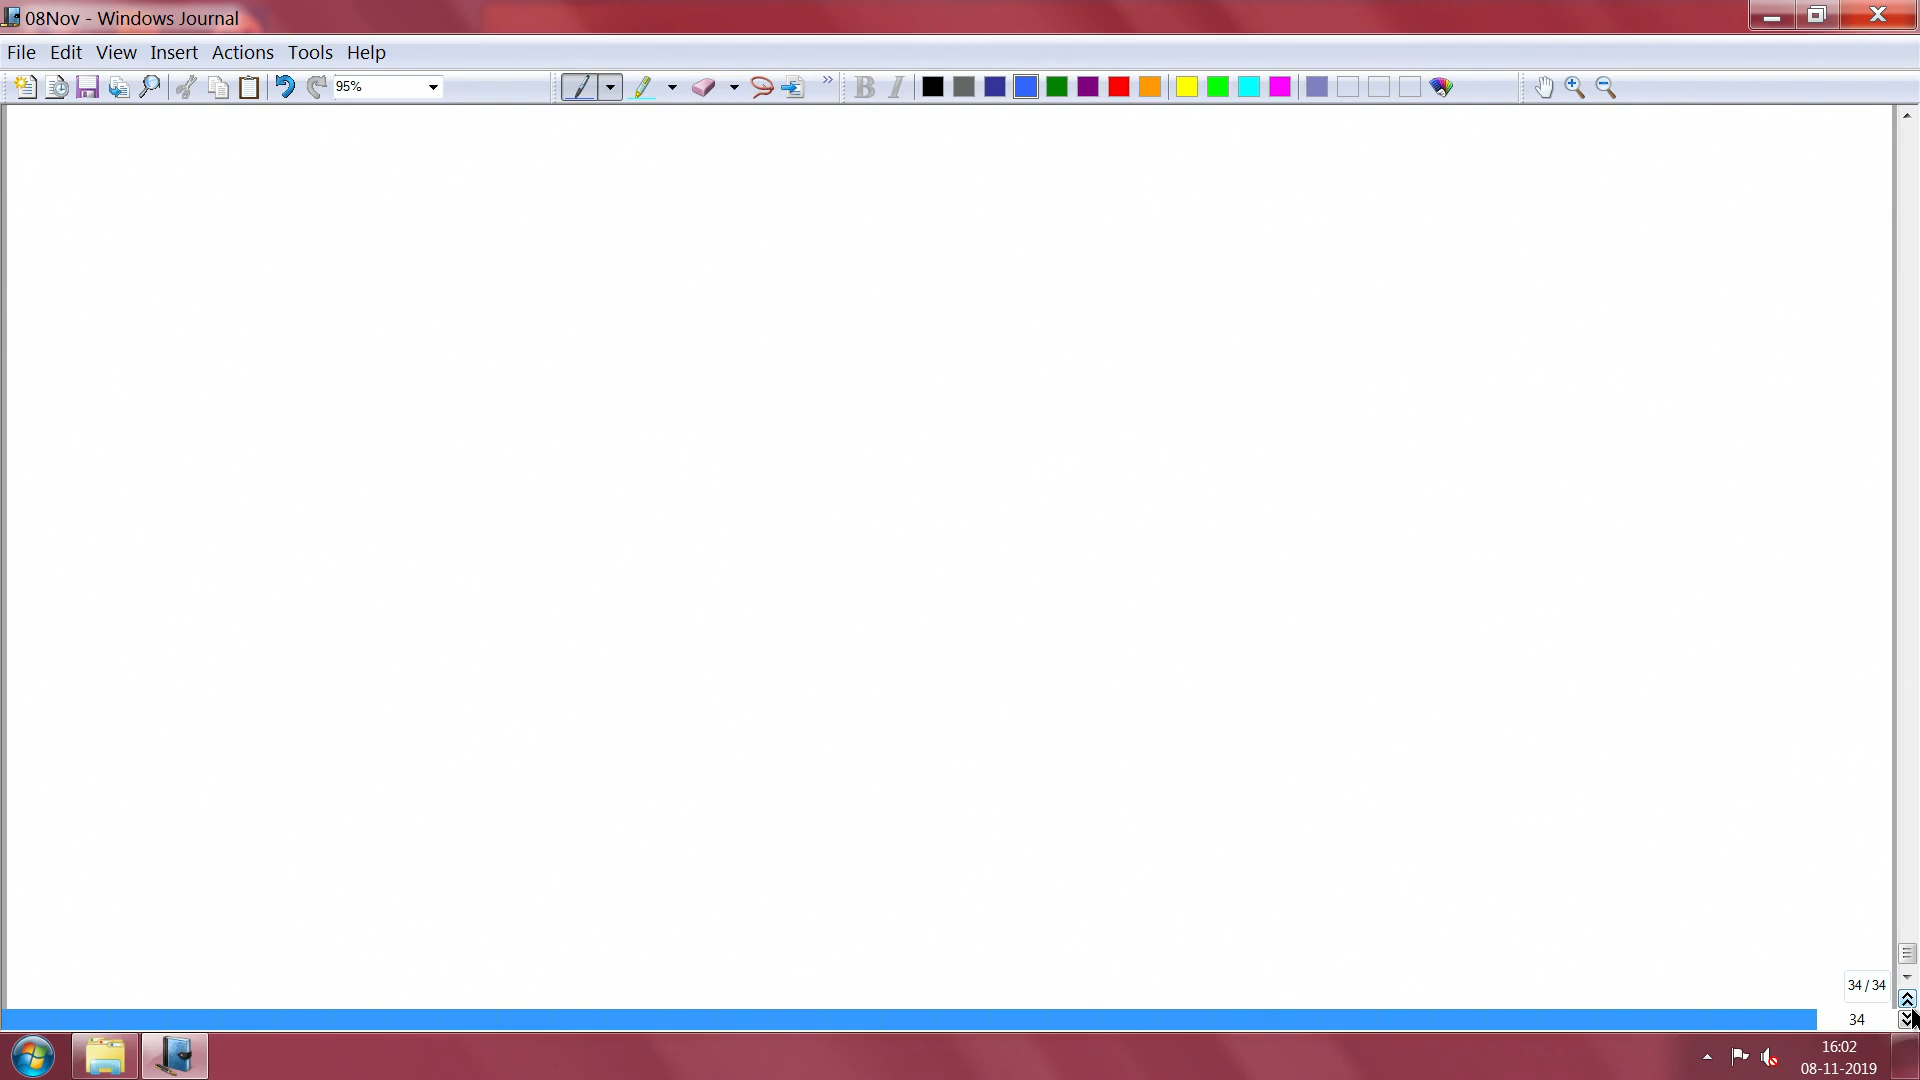 08Nov - Windows Journal
File Edit View Insert Actions Tools Help
95%
B I
34 / 34
34
16:02
08-11-2019